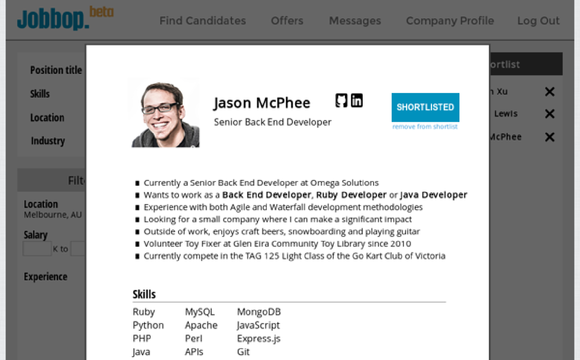 Jobbop. beta
Find Candidates Offers Messages Company Profile Log Out
Position title
Skills
Location
Industry
Location
Melbourne, AU
Salary
K to
Experience
Jason McPhee
Senior Back End Developer
SHORTLISTED
remove from shortlist
Xu
Lewis
McPhee
Currently a Senior Back End Developer at Omega Solutions
Wants to work as a Back End Developer, Ruby Developer or Java Developer
Experience with both Agile and Waterfall development methodologies
Looking for a small company where I can make a significant impact
Outside of work, enjoys craft beers, snowboarding and playing guitar
Volunteer Toy Fixer at Glen Eira Community Toy Library since 2010
Currently compete in the TAG 125 Light Class of the Go Kart Club of Victoria
Skills
Ruby MySQL MongoDB
Python Apache JavaScript
PHP Perl Express.js
Java APIs Git